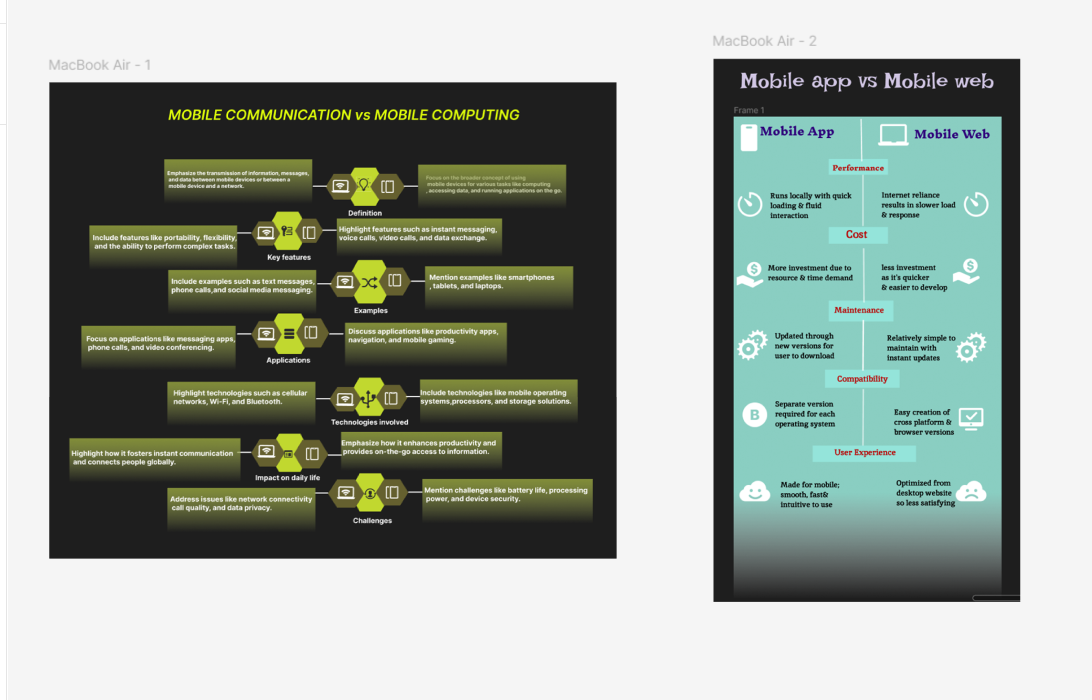 MacBook Air - 1
MOBILE COMMUNICATION vs MOBILE COMPUTING
Emphasize the transmission of information, messages,
and data between mobile devices or between a
mobile device and a network.
Focus on the broader concept of using
mobile devices for various tasks like computing
, accessing data, and running applications on the go.
Definition
Include features like portability, flexibility,
and the ability to perform complex tasks.
Highlight features such as instant messaging,
voice calls, video calls, and data exchange.
Key features
Include examples such as text messages,
phone calls,and social media messaging.
Mention examples like smartphones
, tablets, and laptops.
Examples
Focus on applications like messaging apps,
phone calls, and video conferencing.
Discuss applications like productivity apps,
navigation, and mobile gaming.
Applications
Highlight technologies such as cellular
networks, Wi-Fi, and Bluetooth.
Include technologies like mobile operating
systems,processors, and storage solutions.
Technologies involved
Highlight how it fosters instant communication
and connects people globally.
Emphasize how it enhances productivity and
provides on-the-go access to information.
Impact on daily life
Address issues like network connectivity
call quality, and data privacy.
Mention challenges like battery life, processing
power, and device security.
Challenges
MacBook Air - 2
Mobile app vs Mobile web
Frame 1
Mobile App
Mobile Web
Performance
Runs locally with quick
loading & fluid
interaction
Internet reliance
results in slower load
& response
Cost
More investment due to
resource & time demand
less investment
as it's quicker
& easier to develop
Maintenance
Updated through
new versions for
user to download
Relatively simple to
maintain with
instant updates
Compatibility
B
Separate version
required for each
operating system
Easy creation of
cross platform &
browser versions
User Experience
Made for mobile;
smooth, fast&
intuitive to use
Optimized from
desktop website
so less satisfying